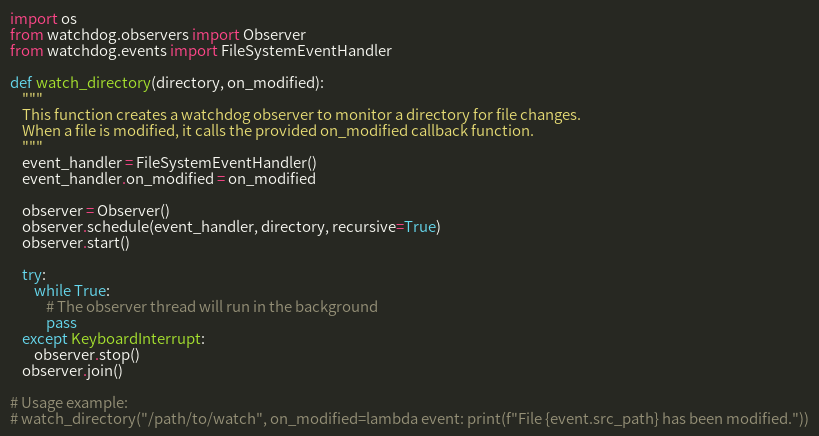 import os
from watchdog.observers import Observer
from watchdog.events import FileSystemEventHandler

def watch_directory(directory, on_modified):
    """
    This function creates a watchdog observer to monitor a directory for file changes.
    When a file is modified, it calls the provided on_modified callback function.
    """
    event_handler = FileSystemEventHandler()
    event_handler.on_modified = on_modified

    observer = Observer()
    observer.schedule(event_handler, directory, recursive=True)
    observer.start()

    try:
        while True:
            # The observer thread will run in the background
            pass
    except KeyboardInterrupt:
        observer.stop()
    observer.join()

# Usage example:
# watch_directory("/path/to/watch", on_modified=lambda event: print(f"File {event.src_path} has been modified."))